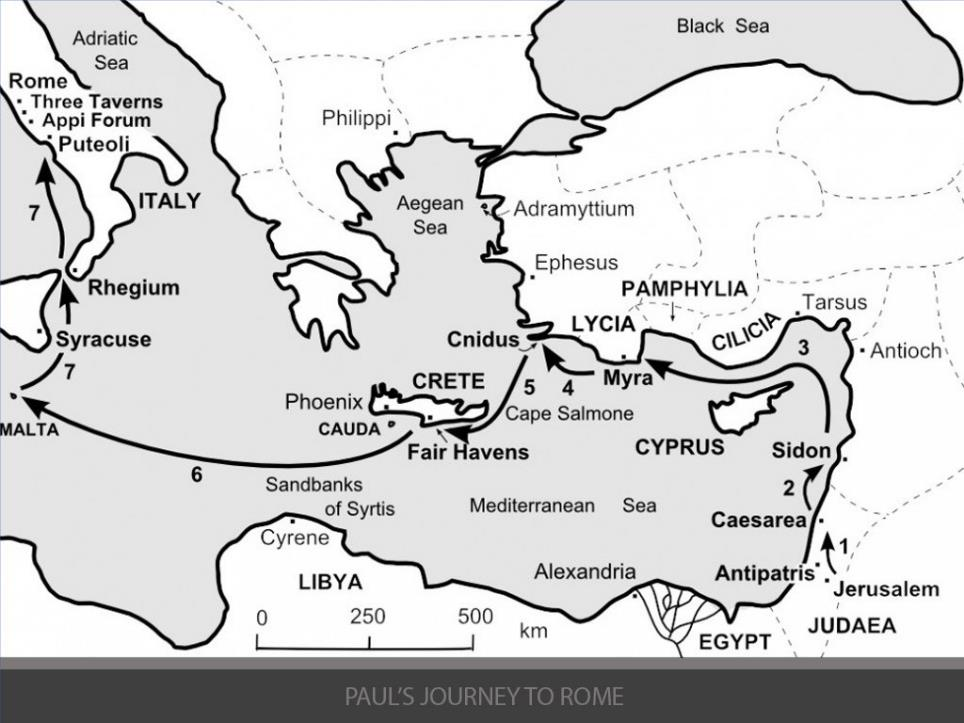 Black Sea
Adriatic
Sea
Rome
Three Taverns
Appi Forum
Puteoli
Philippi
ITALY
Aegean
Sea
Adramyttium
7
Ephesus
PAMPHYLIA
Rhegium
Tarsus
LYCIA
CILICIA
Syracuse
Cnidus
3
Antioch
7
CRETE
5
4
Myra
Phoenix
Cape Salmone
MALTA
CAUDA
Fair Havens
CYPRUS
Sidon
6
Sandbanks
of Syrtis
2
Mediterranean Sea
Caesarea
Cyrene
1
Alexandria
Antipatris
LIBYA
Jerusalem
0 250 500
km
JUDAEA
EGYPT
PAUL'S JOURNEY TO ROME